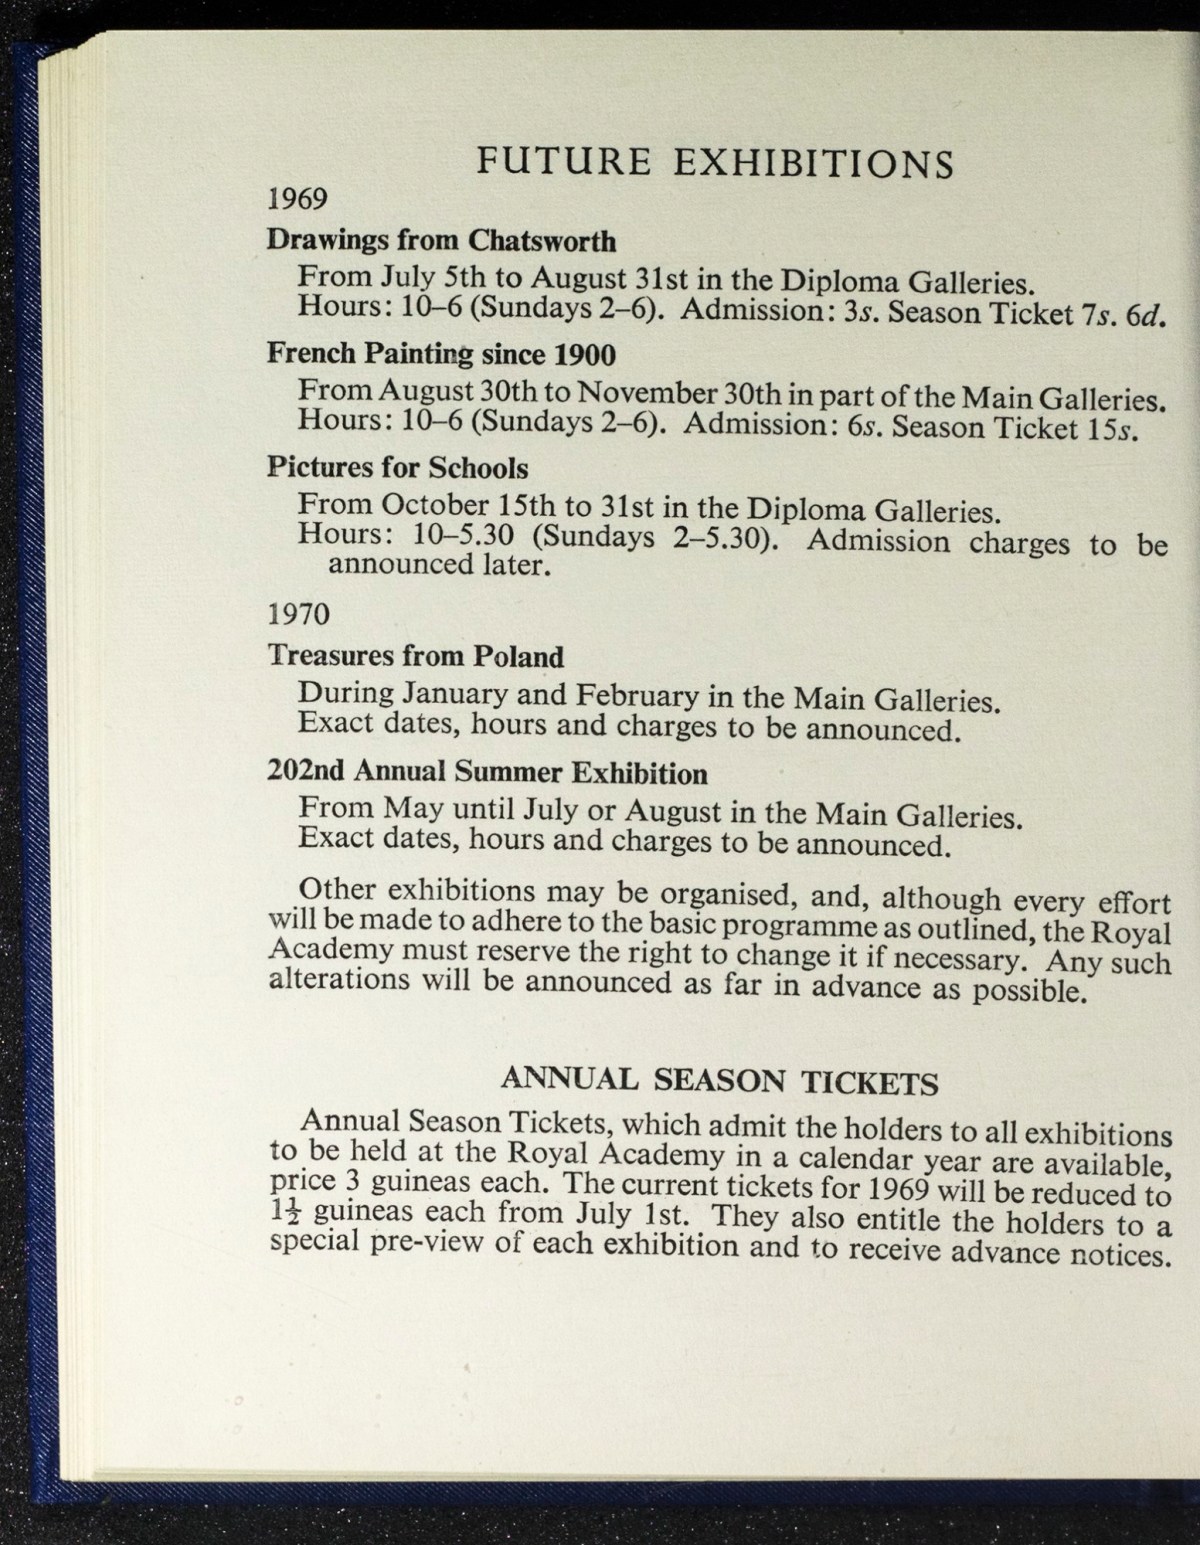 FUTURE EXHIBITIONS
1969
Drawings from Chatsworth
From July 5th to August 31st in the Diploma Galleries.
Hours: 10–6 (Sundays 2–6). Admission: 3s. Season Ticket 7s. 6d.
French Painting since 1900
From August 30th to November 30th in part of the Main Galleries.
Hours: 10–6 (Sundays 2–6). Admission: 6s. Season Ticket 15s.
Pictures for Schools
From October 15th to 31st in the Diploma Galleries.
Hours: 10–5.30 (Sundays 2–5.30). Admission charges to be
announced later.
1970
Treasures from Poland
During January and February in the Main Galleries.
Exact dates, hours and charges to be announced.
202nd Annual Summer Exhibition
From May until July or August in the Main Galleries.
Exact dates, hours and charges to be announced.
Other exhibitions may be organised, and, although every effort
will be made to adhere to the basic programme as outlined, the Royal
Academy must reserve the right to change it if necessary. Any such
alterations will be announced as far in advance as possible.
ANNUAL SEASON TICKETS
Annual Season Tickets, which admit the holders to all exhibitions
to be held at the Royal Academy in a calendar year are available,
price 3 guineas each. The current tickets for 1969 will be reduced to
1½ guineas each from July 1st. They also entitle the holders to a
special pre-view of each exhibition and to receive advance notices.